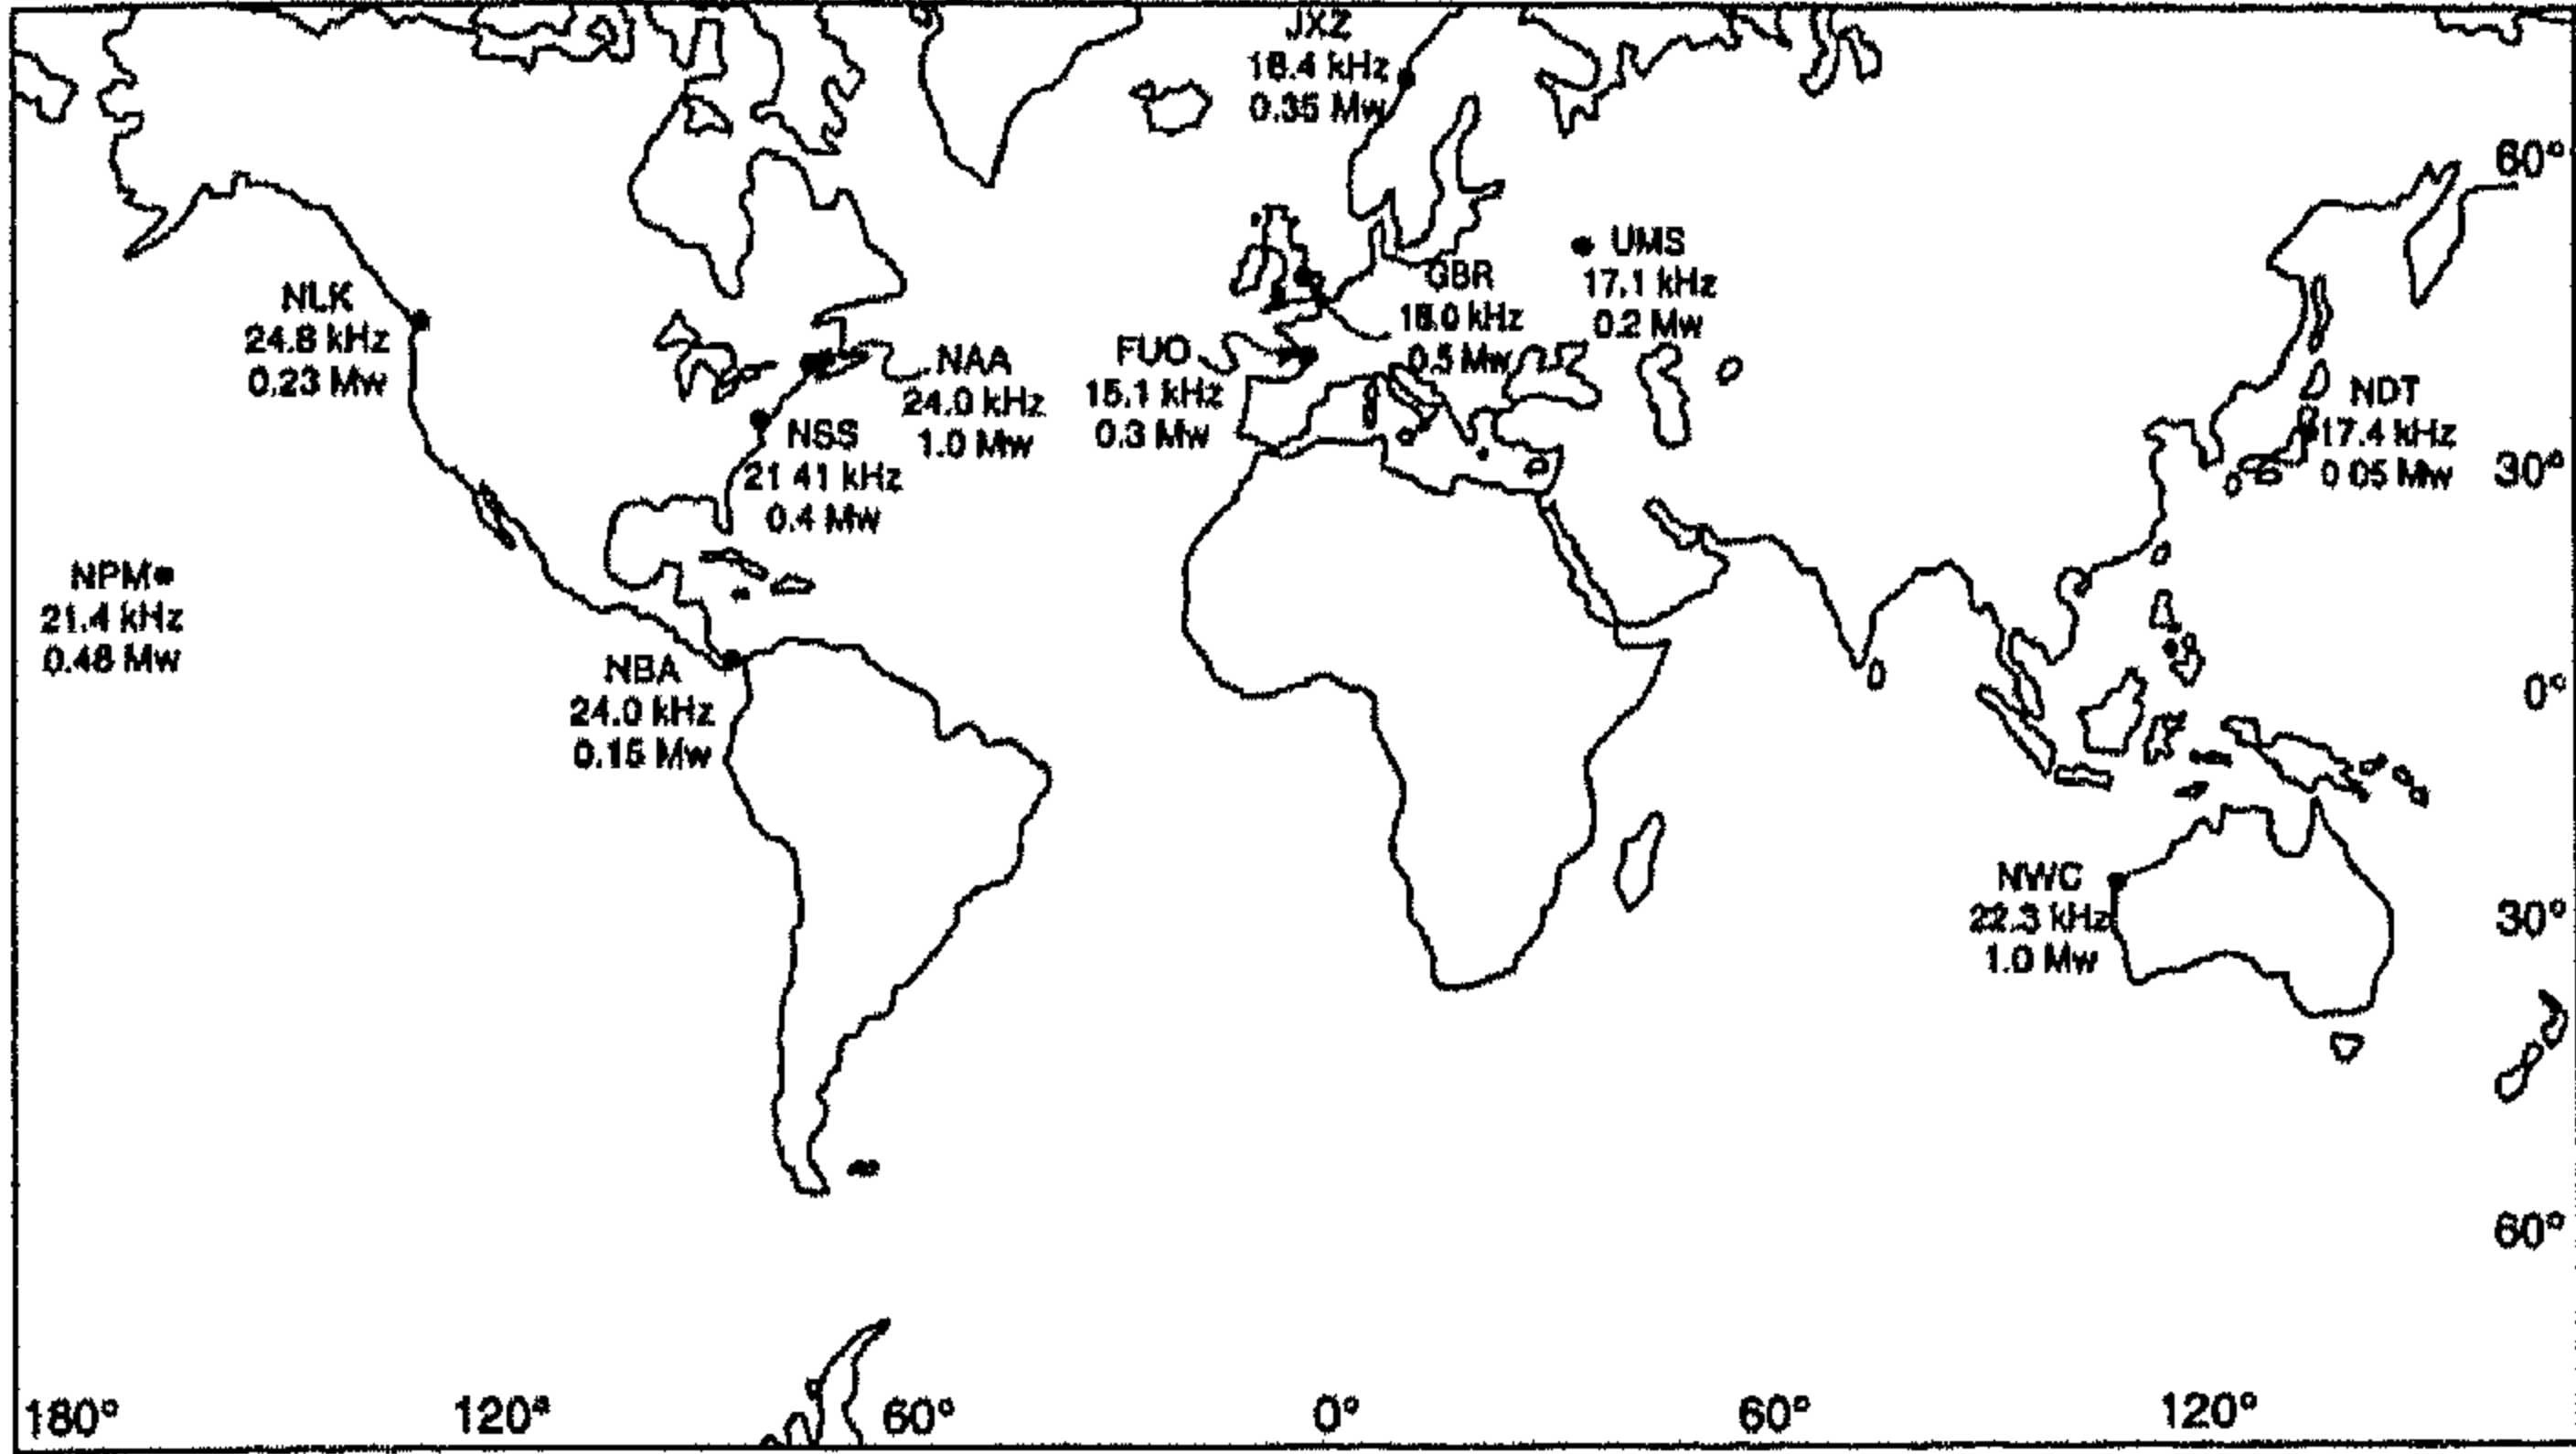 JXZ
16.4 kHz
0.35 Mw
60°
UMS
17.1 kHz
0.2 Mw
GBR
16.0 kHz
0.5 Mw
NLK
24.8 kHz
0.23 Mw
NAA
24.0 kHz
1.0 Mw
FUO
15.1 kHz
0.3 Mw
NSS
21 41 kHz
0.4 Mw
NDT
17.4 kHz
0 05 Mw
30°
NPM
21.4 kHz
0.48 Mw
NBA
24.0 kHz
0.15 Mw
0°
NWC
22.3 kHz
1.0 Mw
30°
60°
180° 120° 60° 0° 60° 120°